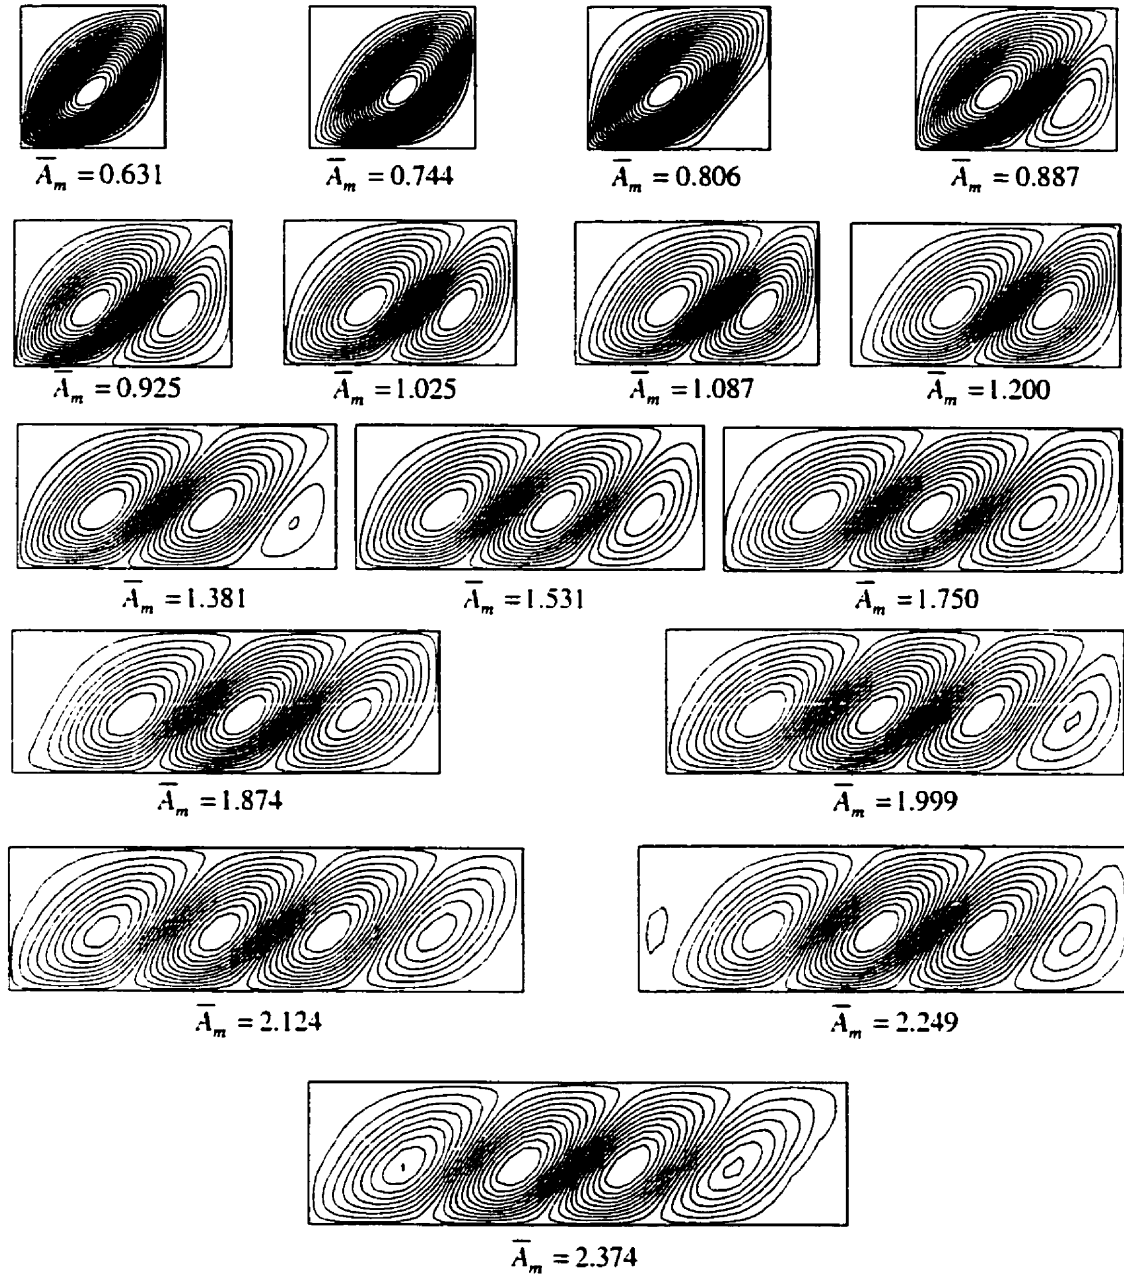 A̅ₘ = 0.631
A̅ₘ = 0.744
A̅ₘ = 0.806
A̅ₘ = 0.887
A̅ₘ = 0.925
A̅ₘ = 1.025
A̅ₘ = 1.087
A̅ₘ = 1.200
A̅ₘ = 1.381
A̅ₘ = 1.531
A̅ₘ = 1.750
A̅ₘ = 1.874
A̅ₘ = 1.999
A̅ₘ = 2.124
A̅ₘ = 2.249
A̅ₘ = 2.374